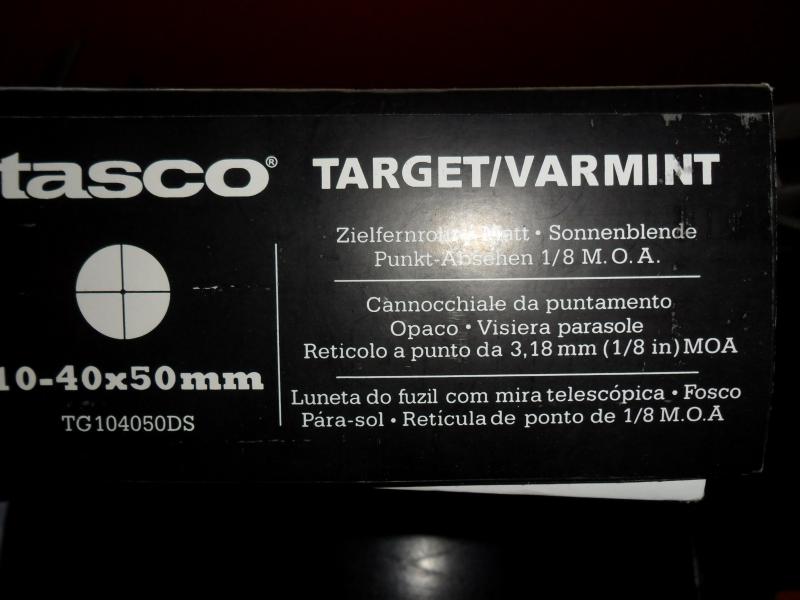 tasco®
TARGET/VARMINT
10-40x50mm
TG104050DS
Zielfernrohr • Matt • Sonnenblende
Punkt-Absehen 1/8 M.O.A.
Cannocchiale da puntamento
Opaco • Visiera parasole
Reticolo a punto da 3,18 mm (1/8 in) MOA
Luneta do fuzil com mira telescópica • Fosco
Pára-sol • Retícula de ponto de 1/8 M.O.A